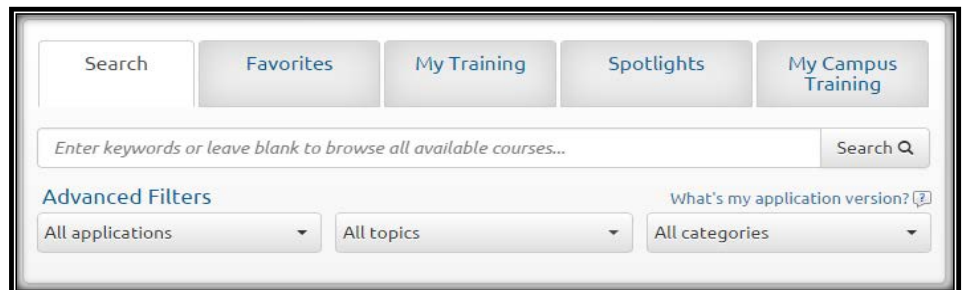 Search
Favorites
My Training
Spotlights
My Campus
Training
Enter keywords or leave blank to browse all available courses...
Search
Advanced Filters
What's my application version?
All applications
All topics
All categories